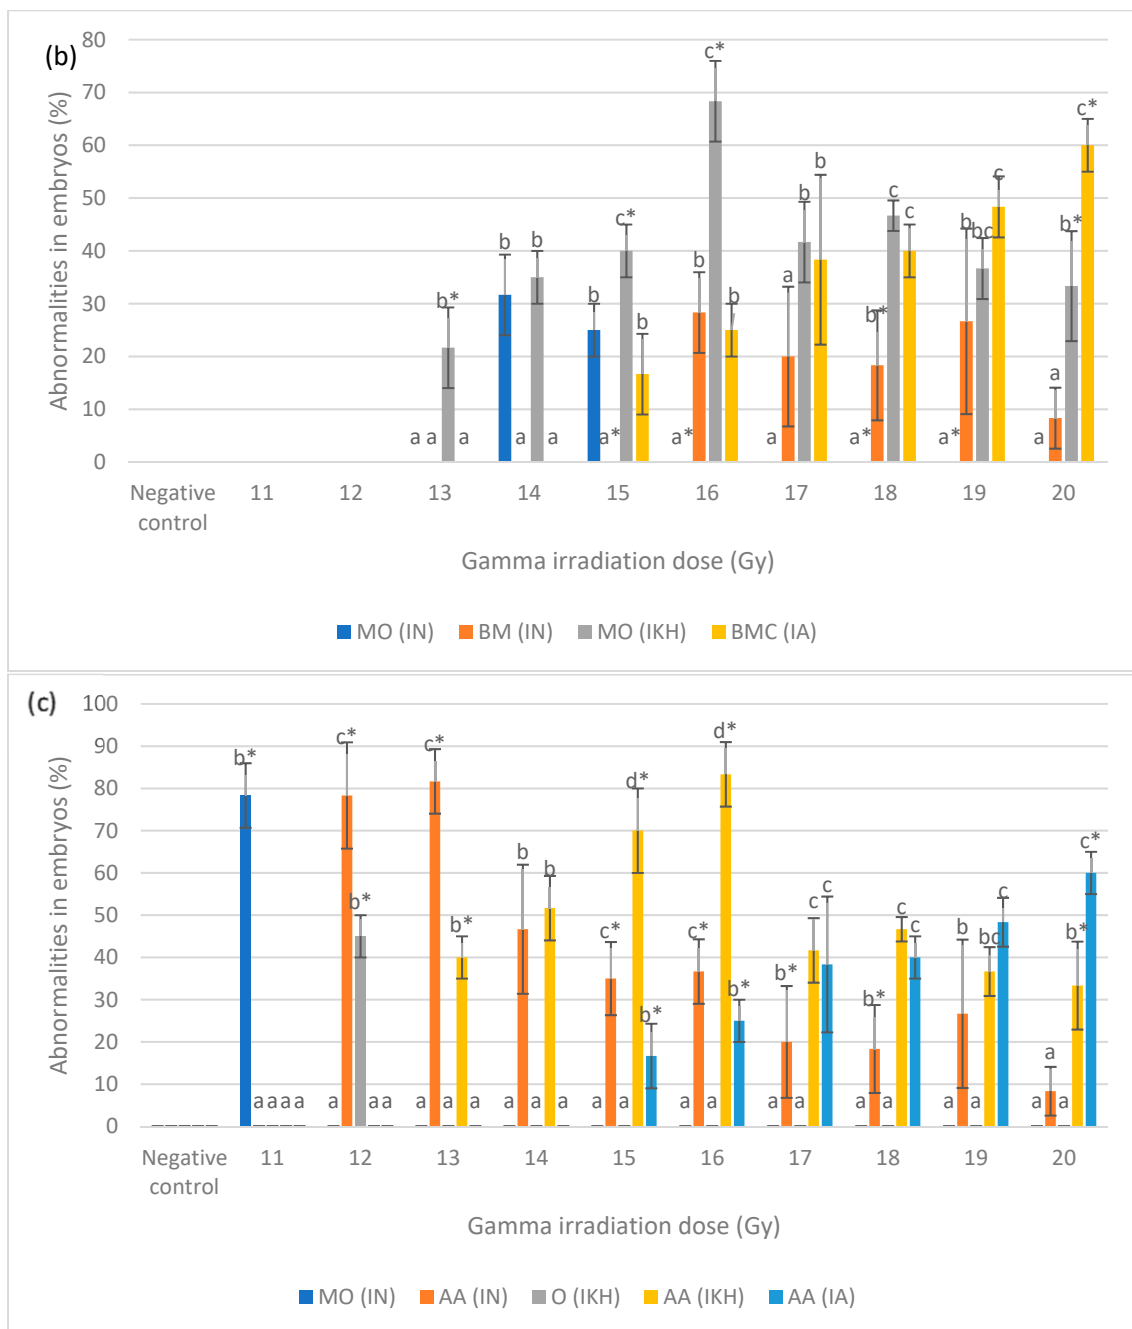 (b)
Abnormalities in embryos (%)
80
70
60
50
40
30
20
10
0
a a b* a
b a b a
b a* c* b
a* b c* b
a a b b
a* b* c c
a* b bc c
a a b* c*
Negative control 11 12 13 14 15 16 17 18 19 20
Gamma irradiation dose (Gy)
MO (IN) BM (IN) MO (IKH) BMC (IA)
(c)
Abnormalities in embryos (%)
100
90
80
70
60
50
40
30
20
10
0
b* a a a a
a c* b* a a
a c* a b* a
a b a b a
a c* a d* b*
a c* a d* b*
a b* a c c
a b* a c c
a b a bc c
a a a b* c*
Negative control 11 12 13 14 15 16 17 18 19 20
Gamma irradiation dose (Gy)
MO (IN) AA (IN) O (IKH) AA (IKH) AA (IA)